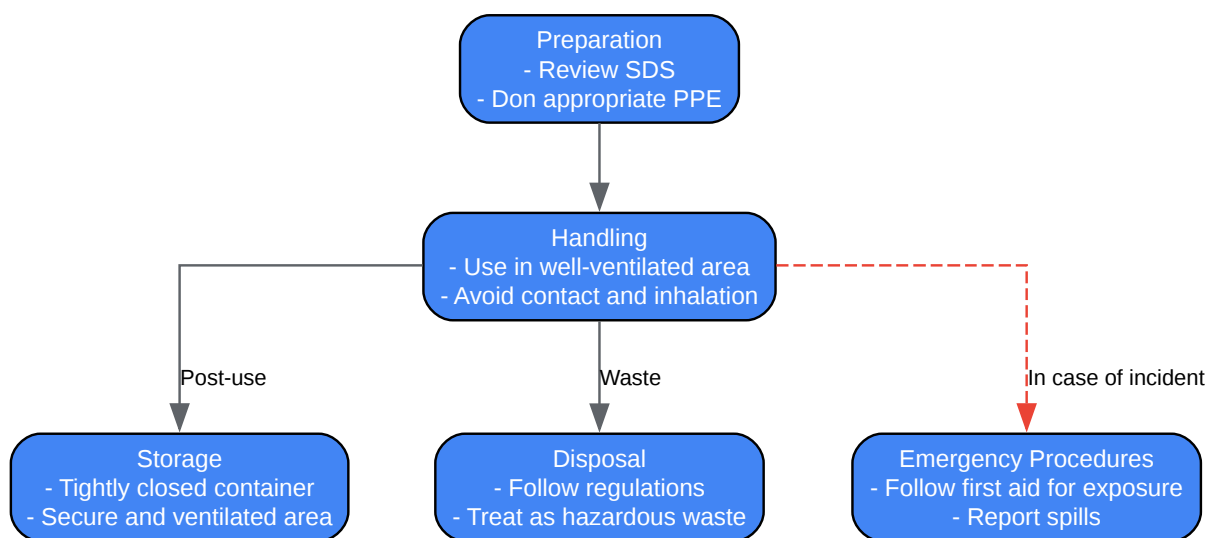 Preparation
- Review SDS
- Don appropriate PPE
Handling
- Use in well-ventilated area
- Avoid contact and inhalation
Post-use
Waste
In case of incident
Storage
- Tightly closed container
- Secure and ventilated area
Disposal
- Follow regulations
- Treat as hazardous waste
Emergency Procedures
- Follow first aid for exposure
- Report spills